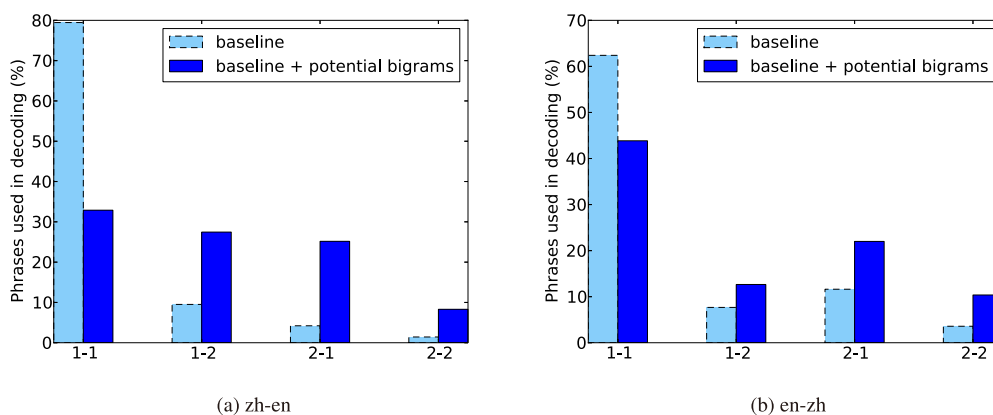 80
70
60
50
40
30
20
10
0
Phrases used in decoding (%)
baseline
baseline + potential bigrams
1-1 1-2 2-1 2-2
(a) zh-en
70
60
50
40
30
20
10
0
Phrases used in decoding (%)
baseline
baseline + potential bigrams
1-1 1-2 2-1 2-2
(b) en-zh